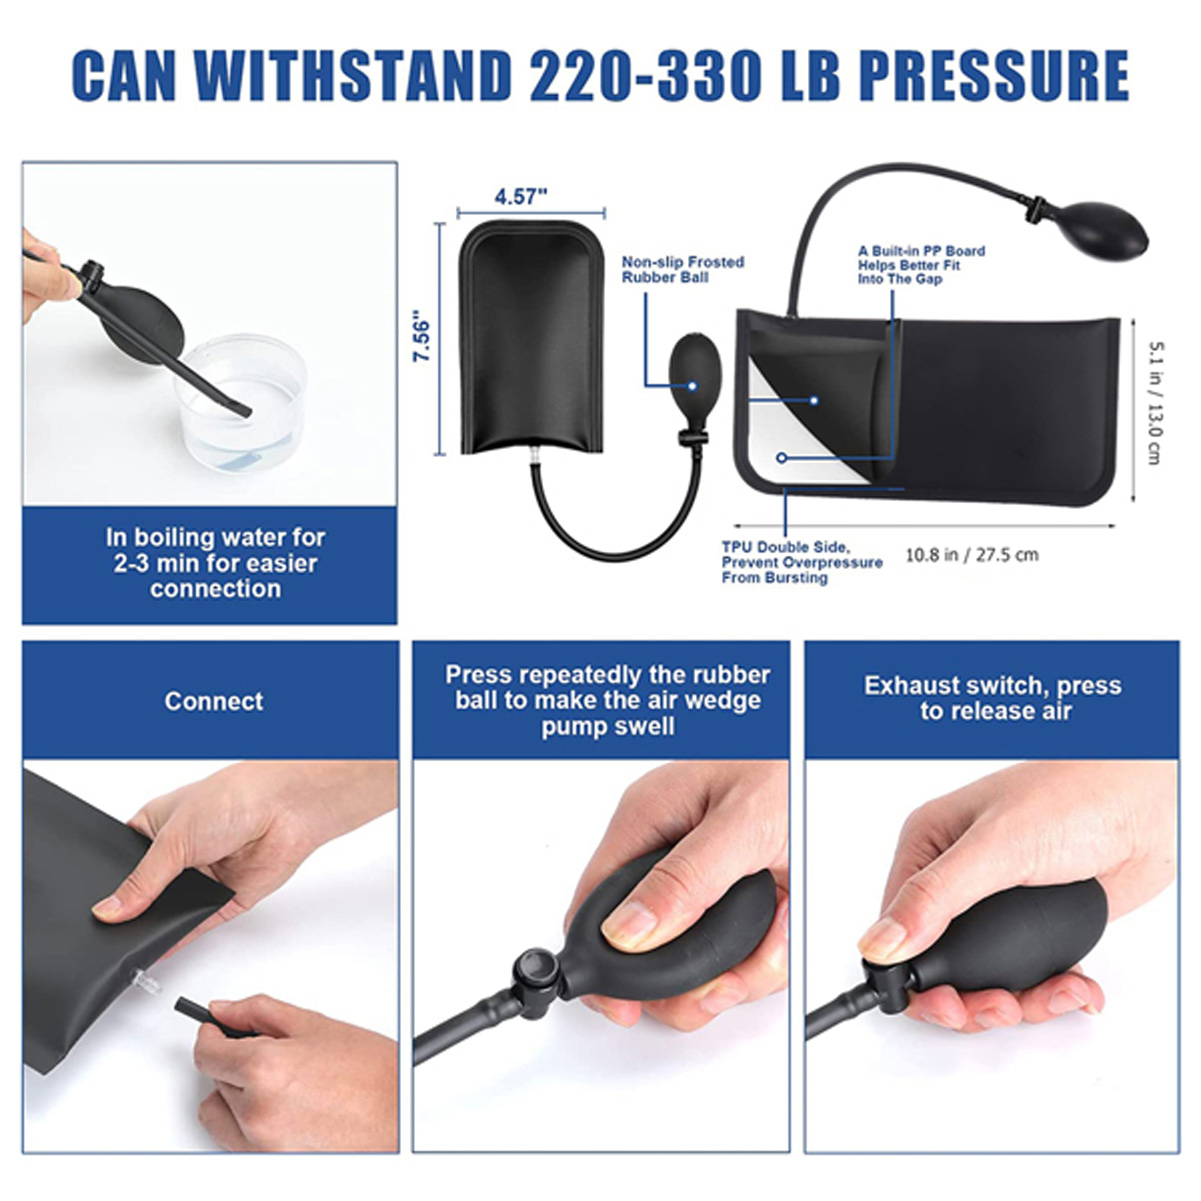 CAN WITHSTAND 220-330 LB PRESSURE
In boiling water for
2-3 min for easier
connection
4.57"
7.56"
Non-slip Frosted
Rubber Ball
A Built-in PP Board
Helps Better Fit
Into The Gap
5.1 in / 13.0 cm
TPU Double Side,
Prevent Overpressure
From Bursting
10.8 in / 27.5 cm
Connect
Press repeatedly the rubber
ball to make the air wedge
pump swell
Exhaust switch, press
to release air